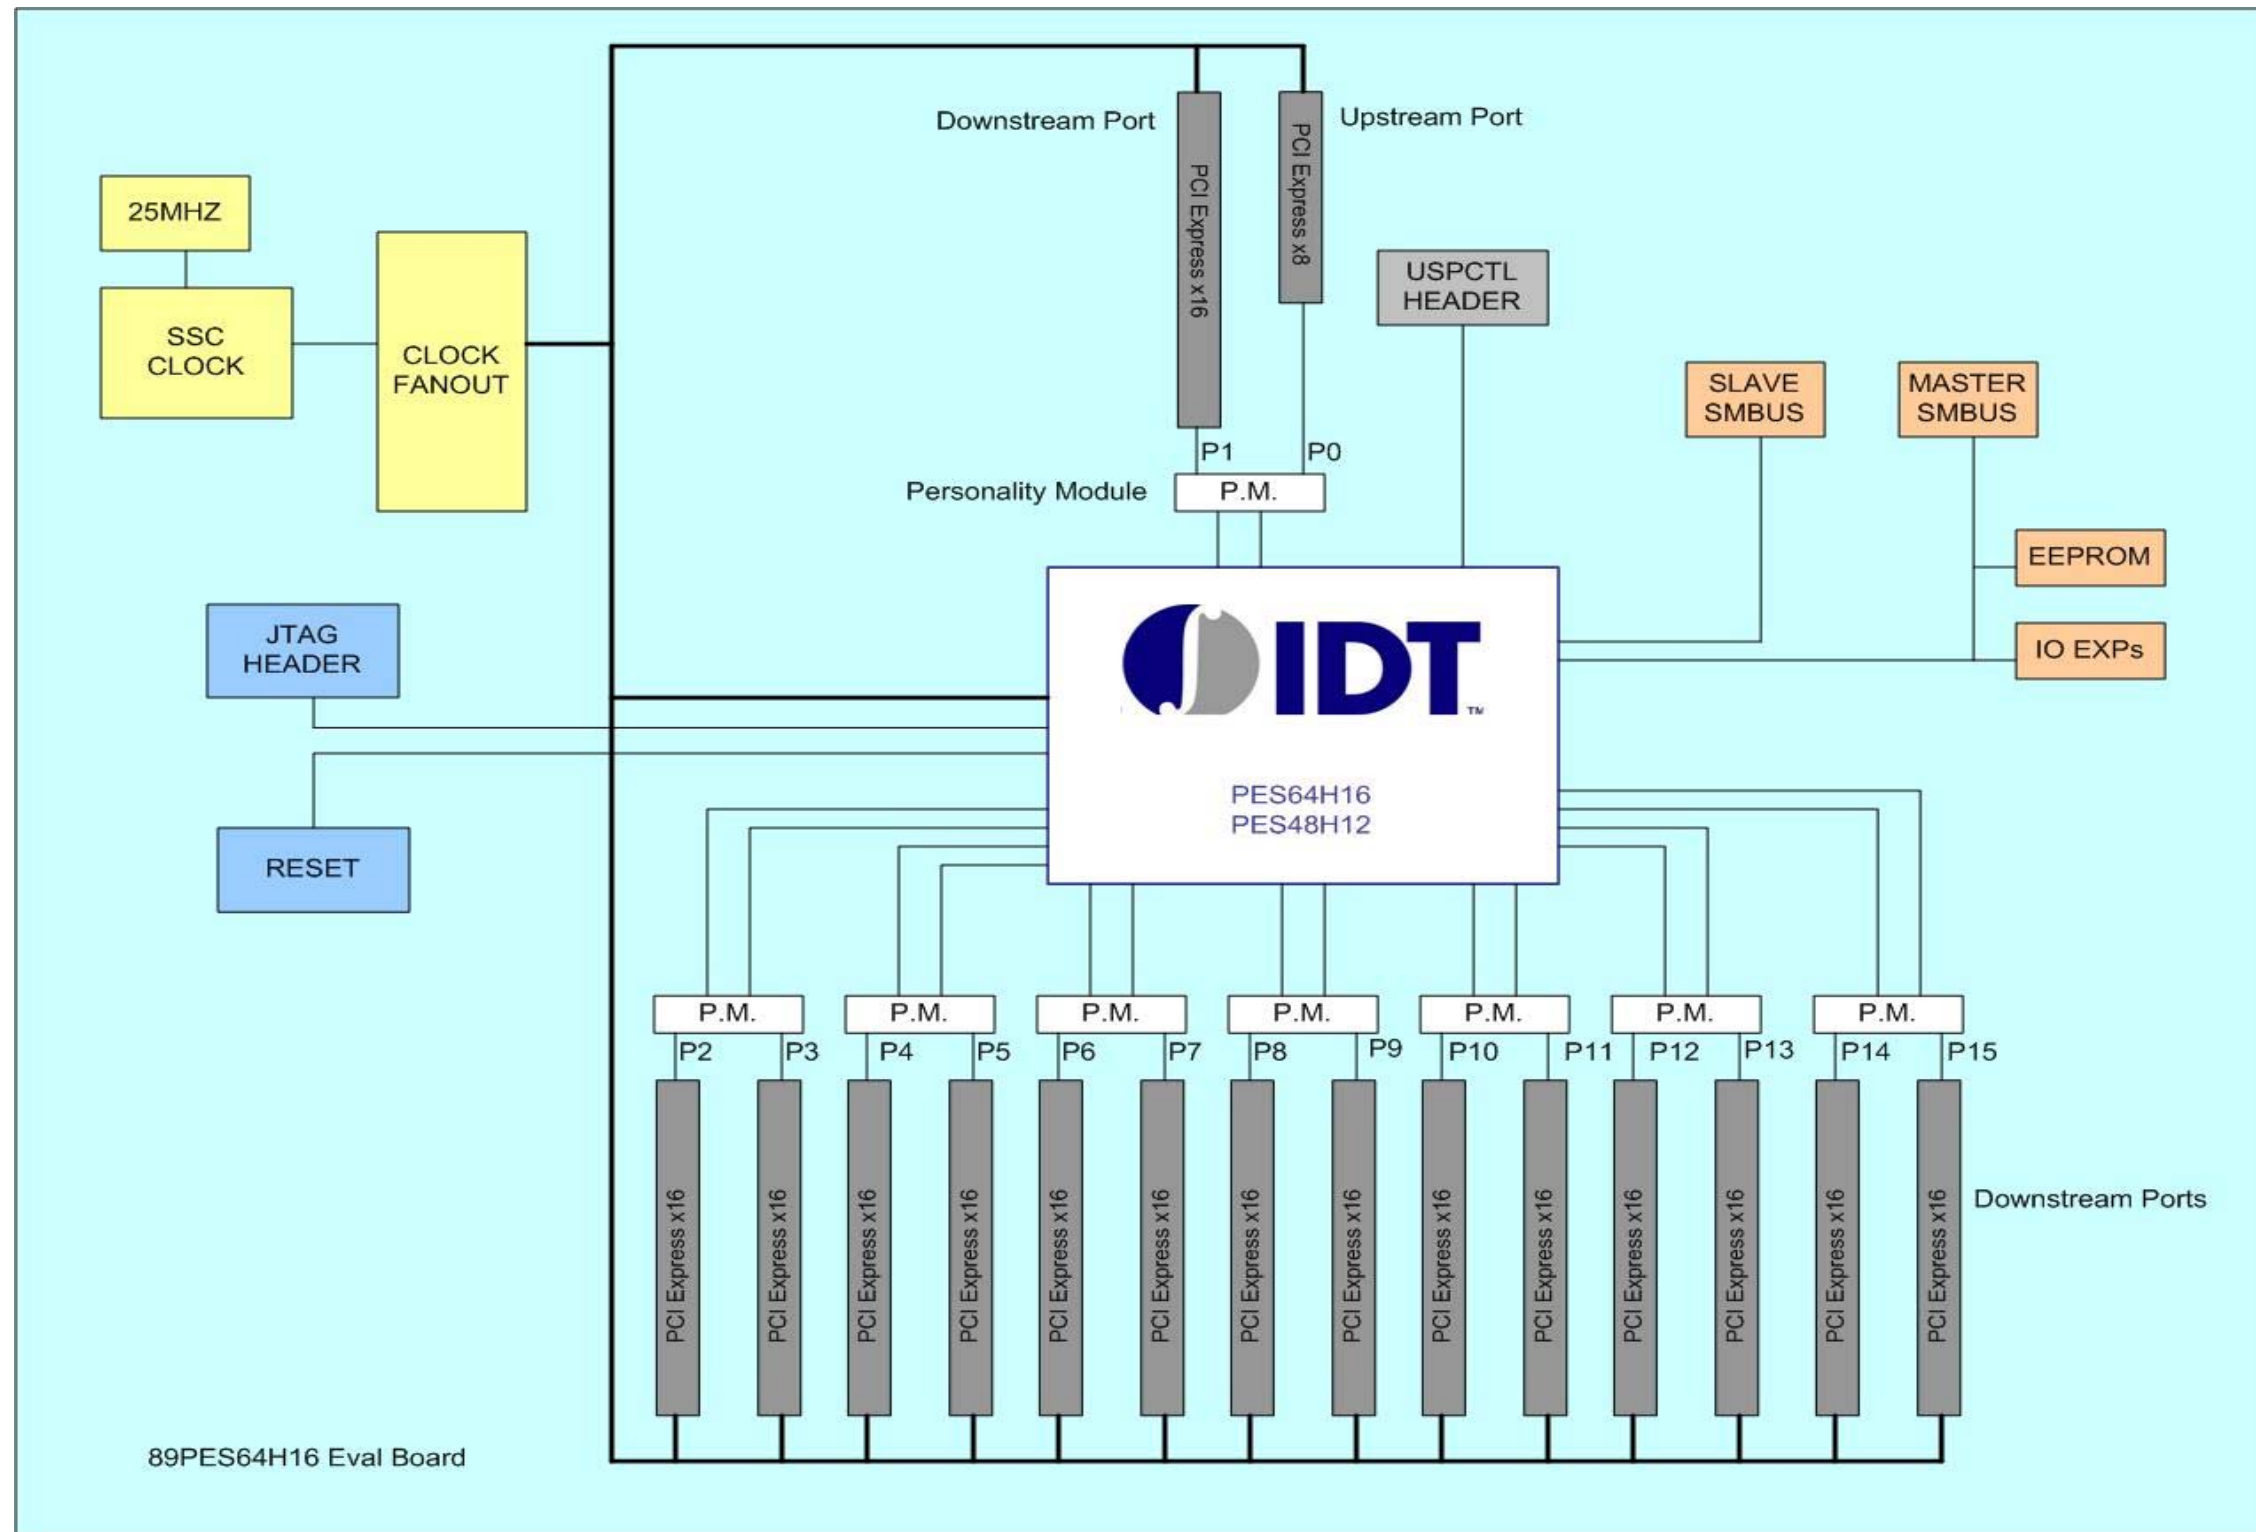 Downstream Port
Upstream Port
PCI Express x16
PCI Express x8
25MHZ
SSC
CLOCK
CLOCK
FANOUT
USPCTL
HEADER
SLAVE
SMBUS
MASTER
SMBUS
P1
P0
Personality Module
P.M.
EEPROM
IO EXPs
JTAG
HEADER
IDT
TM
PES64H16
PES48H12
RESET
P.M.
P.M.
P.M.
P.M.
P.M.
P.M.
P.M.
P2
P3
P4
P5
P6
P7
P8
P9
P10
P11
P12
P13
P14
P15
PCI Express x16
PCI Express x16
PCI Express x16
PCI Express x16
PCI Express x16
PCI Express x16
PCI Express x16
PCI Express x16
PCI Express x16
PCI Express x16
PCI Express x16
PCI Express x16
PCI Express x16
PCI Express x16
Downstream Ports
89PES64H16 Eval Board